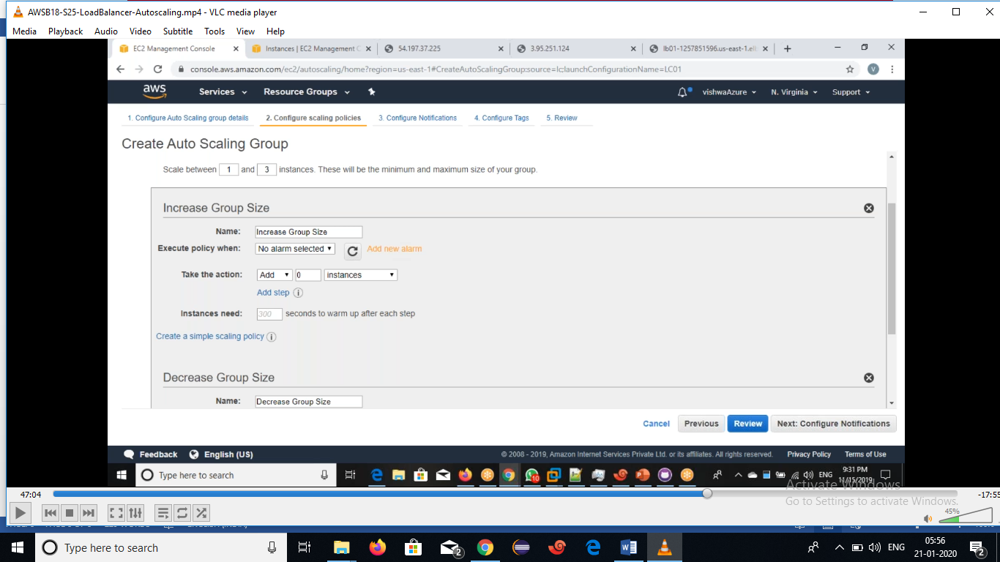 AWSB18-S25-LoadBalancer-Autoscaling.mp4 - VLC media player
Media Playback Audio Video Subtitle Tools View Help
EC2 Management Console
Instances | EC2 Management C
54.197.37.225
3.95.251.124
lb01-1257851596.us-east-1.elb
console.aws.amazon.com/ec2/autoscaling/home?region=us-east-1#CreateAutoScalingGroup:source=lc;launchConfigurationName=LC01
V
aws Services Resource Groups vishwaAzure N. Virginia Support
1. Configure Auto Scaling group details 2. Configure scaling policies 3. Configure Notifications 4. Configure Tags 5. Review
Create Auto Scaling Group
Scale between 1 and 3 instances. These will be the minimum and maximum size of your group.
Increase Group Size
Name: Increase Group Size
Execute policy when: No alarm selected Add new alarm
Take the action: Add 0 instances
Add step i
Instances need: 300 seconds to warm up after each step
Create a simple scaling policy i
Decrease Group Size
Name: Decrease Group Size
Cancel Previous Review Next: Configure Notifications
Feedback English (US) © 2008 - 2019, Amazon Internet Services Private Ltd. or its affiliates. All rights reserved. Privacy Policy Terms of Use
Type here to search 10 ENG 9:31 PM
11/15/2019
Activate Windows
Go to Settings to activate Windows.
47:04 -17:55
45%
Type here to search 2 ENG 05:56
21-01-2020 2